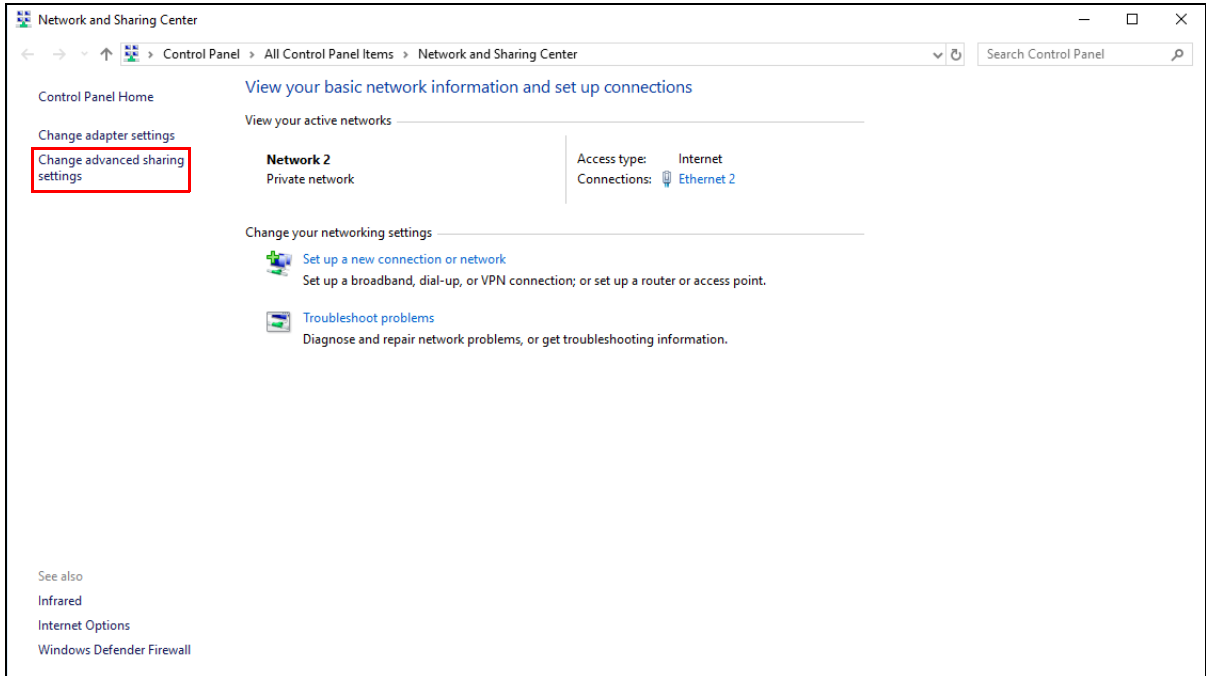 Network and Sharing Center
Control Panel > All Control Panel Items > Network and Sharing Center
Search Control Panel
Control Panel Home
Change adapter settings
Change advanced sharing
settings
View your basic network information and set up connections
View your active networks
Network 2
Private network
Access type: Internet
Connections: Ethernet 2
Change your networking settings
Set up a new connection or network
Set up a broadband, dial-up, or VPN connection; or set up a router or access point.
Troubleshoot problems
Diagnose and repair network problems, or get troubleshooting information.
See also
Infrared
Internet Options
Windows Defender Firewall